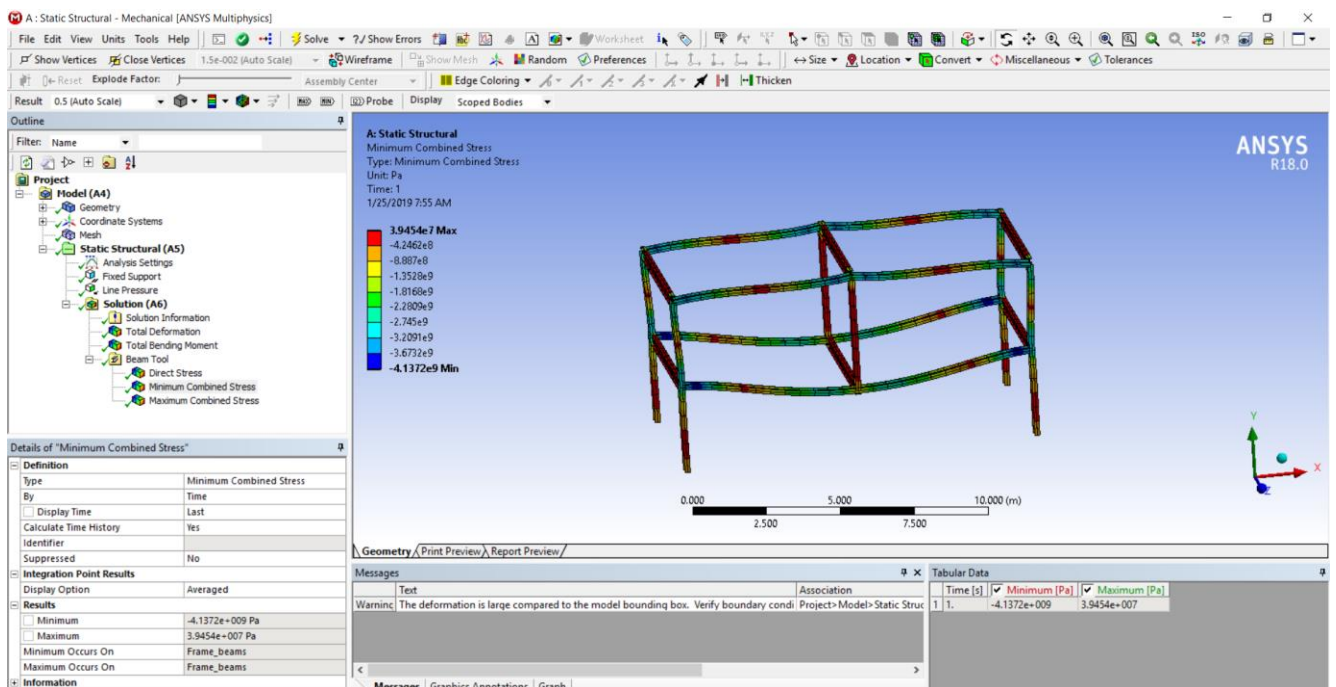 A : Static Structural - Mechanical [ANSYS Multiphysics]
File Edit View Units Tools Help Solve ?/ Show Errors Worksheet
Show Vertices Close Vertices 1.5e-002 (Auto Scale) Wireframe Show Mesh Random Preferences Size Location Convert Miscellaneous Tolerances
Reset Explode Factor: Assembly Center Edge Coloring Thicken
Result 0.5 (Auto Scale) Probe Display Scoped Bodies
Outline
Filter: Name
Project
Model (A4)
Geometry
Coordinate Systems
Mesh
Static Structural (A5)
Analysis Settings
Fixed Support
Line Pressure
Solution (A6)
Solution Information
Total Deformation
Total Bending Moment
Beam Tool
Direct Stress
Minimum Combined Stress
Maximum Combined Stress
Details of "Minimum Combined Stress"
Definition
Type Minimum Combined Stress
By Time
Display Time Last
Calculate Time History Yes
Identifier
Suppressed No
Integration Point Results
Display Option Averaged
Results
Minimum -4.1372e+009 Pa
Maximum 3.9454e+007 Pa
Minimum Occurs On Frame_beams
Maximum Occurs On Frame_beams
Information
A: Static Structural
Minimum Combined Stress
Type: Minimum Combined Stress
Unit: Pa
Time: 1
1/25/2019 7:55 AM
3.9454e7 Max
-4.2462e8
-8.887e8
-1.3528e9
-1.8168e9
-2.2809e9
-2.745e9
-3.2091e9
-3.6732e9
-4.1372e9 Min
ANSYS
R18.0
Y
X
Z
0.000 5.000 10.000 (m)
2.500 7.500
Geometry Print Preview Report Preview
Messages
Text Association
Warning The deformation is large compared to the model bounding box. Verify boundary condi Project>Model>Static Struc
Messages Graphics Annotations Graph
Tabular Data
Time [s] Minimum [Pa] Maximum [Pa]
1 1. -4.1372e+009 3.9454e+007